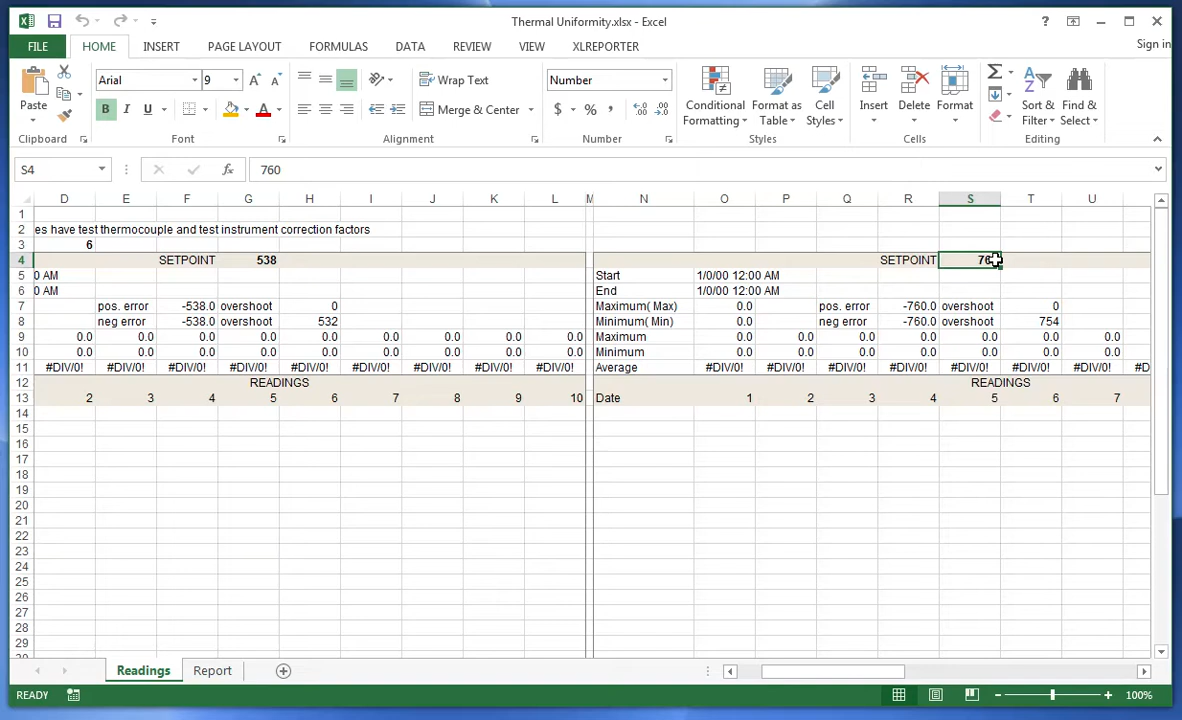 Thermal Uniformity.xlsx - Excel
FILE HOME INSERT PAGE LAYOUT FORMULAS DATA REVIEW VIEW XLREPORTER Sign in
Paste Arial 9 Wrap Text Number Conditional Format as Cell Insert Delete Format Sort & Find &
B I U A Merge & Center $ % , Formatting Table Styles Filter Select
Clipboard Font Alignment Number Styles Cells Editing
S4 fx 760
D E F G H I J K L M N O P Q R S T U
1
2 es have test thermocouple and test instrument correction factors
3 6
4 SETPOINT 538 SETPOINT
5 0 AM Start 1/0/00 12:00 AM
6 0 AM End 1/0/00 12:00 AM
7 pos. error -538.0 overshoot 0 Maximum( Max) 0.0 pos. error -760.0 overshoot 0
8 neg error -538.0 overshoot 532 Minimum( Min) 0.0 neg error -760.0 overshoot 754
9 0.0 0.0 0.0 0.0 0.0 0.0 0.0 0.0 0.0 Maximum 0.0 0.0 0.0 0.0 0.0 0.0 0.0
10 0.0 0.0 0.0 0.0 0.0 0.0 0.0 0.0 0.0 Minimum 0.0 0.0 0.0 0.0 0.0 0.0 0.0
11 #DIV/0! #DIV/0! #DIV/0! #DIV/0! #DIV/0! #DIV/0! #DIV/0! #DIV/0! #DIV/0! Average #DIV/0! #DIV/0! #DIV/0! #DIV/0! #DIV/0! #DIV/0! #DIV/0! #D
12 READINGS READINGS
13 2 3 4 5 6 7 8 9 10 Date 1 2 3 4 5 6 7
14
15
16
17
18
19
20
21
22
23
24
25
26
27
28
29
Readings Report
READY 100%